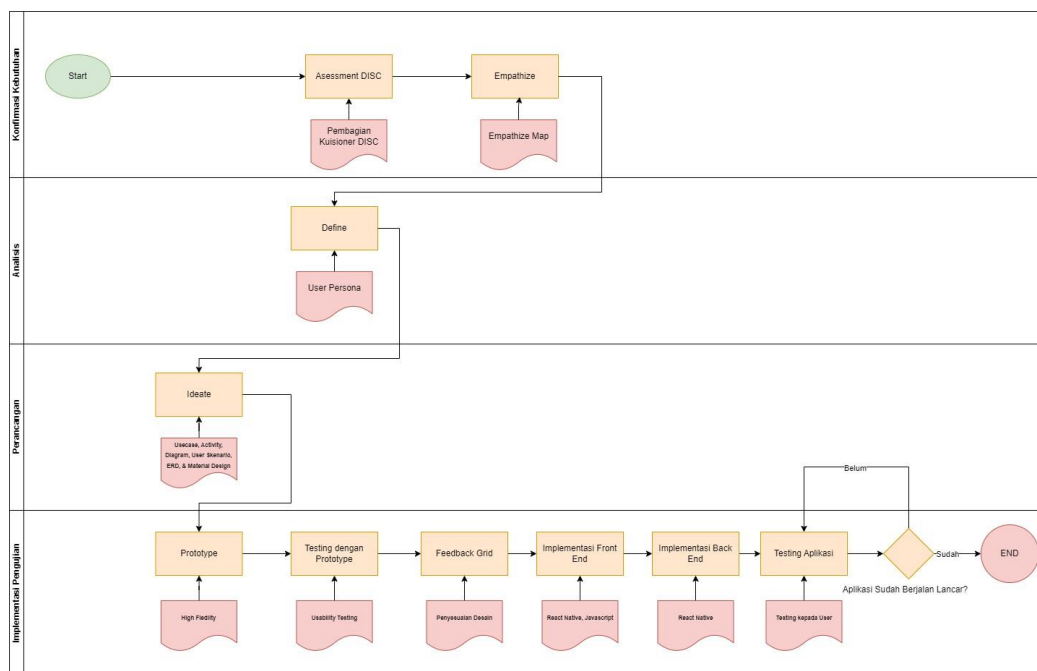 Konfirmasi Kebutuhan
Start
Asessment DISC
Empathize
Pembagian
Kuisioner DISC
Empathize Map
Analisis
Define
User Persona
Perancangan
Ideate
Usecase, Activity,
Diagram, User Skenario,
ERD, & Material Design
Belum
Implementasi Pengujian
Prototype
Testing dengan
Prototype
Feedback Grid
Implementasi Front
End
Implementasi Back
End
Testing Aplikasi
Sudah
END
Aplikasi Sudah Berjalan Lancar?
High Fiedlity
Usability Testing
Penyesuaian Desain
React Native, Javascript
React Native
Testing kepada User